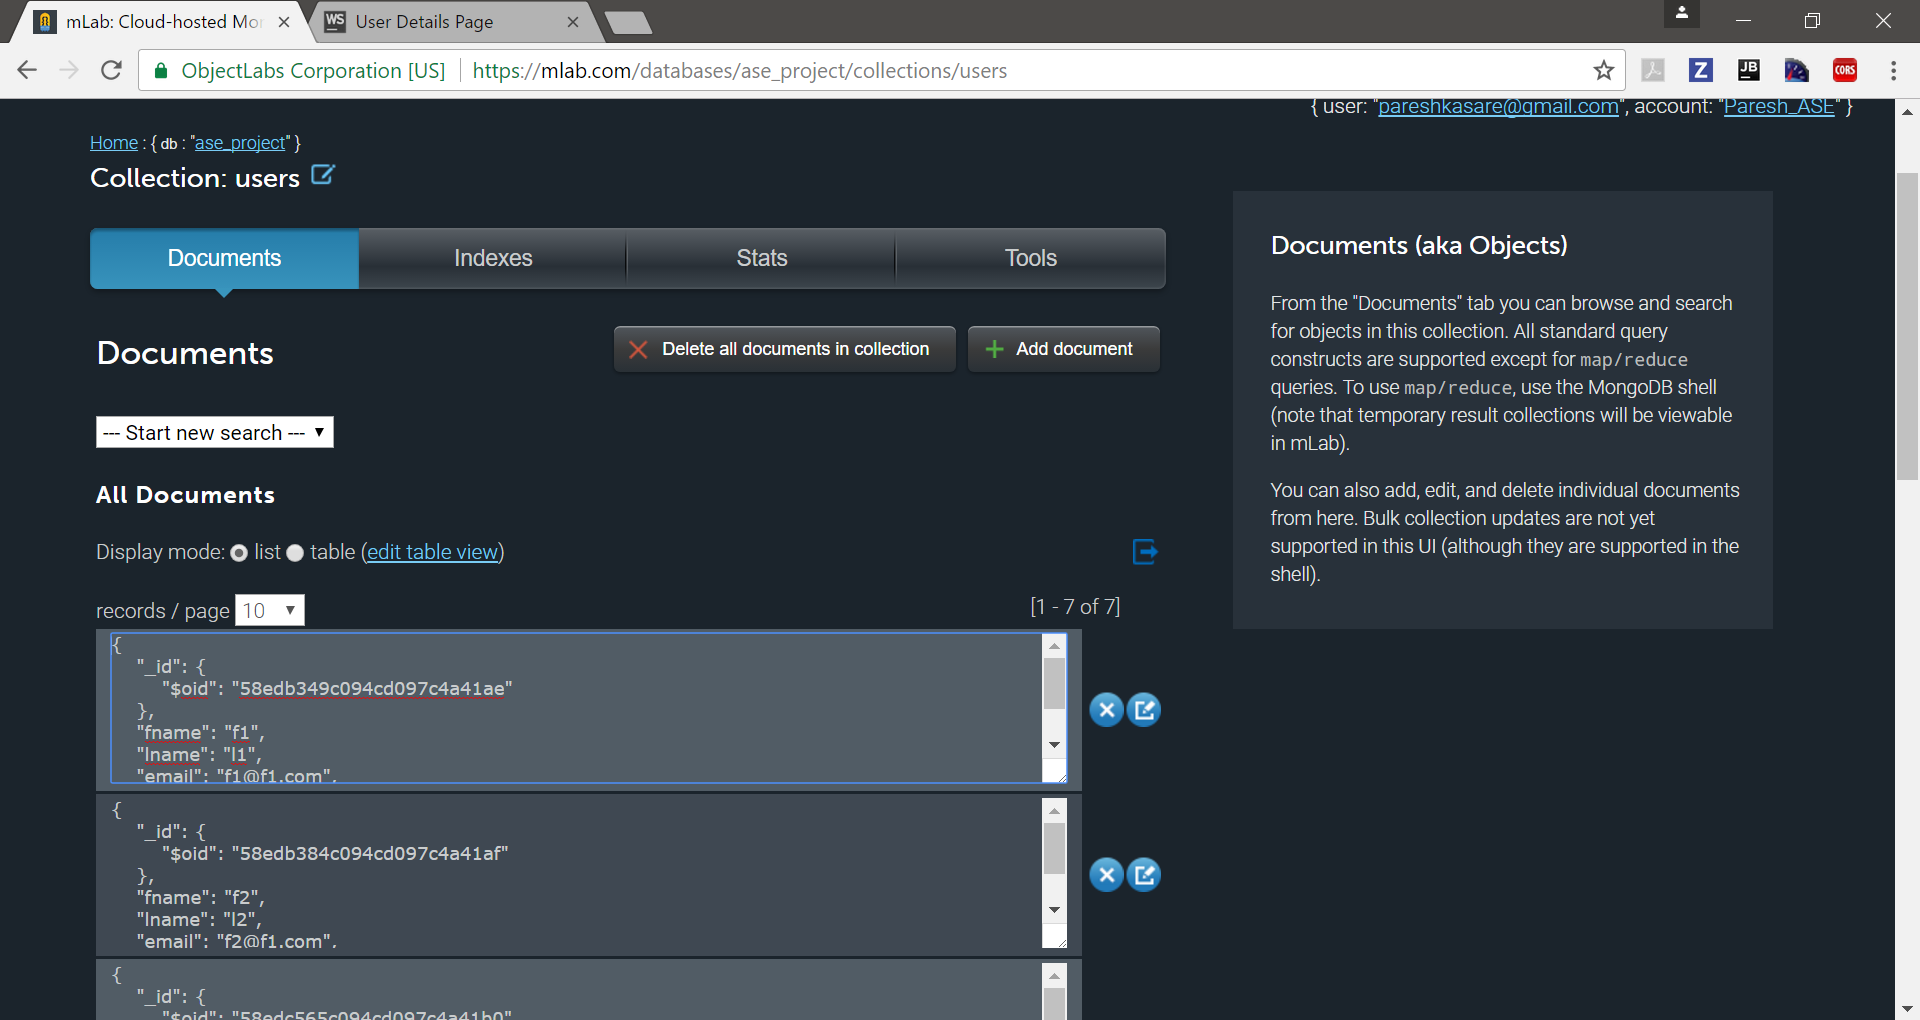 mLab: Cloud-hosted Mo
WS User Details Page
ObjectLabs Corporation [US] https://mlab.com/databases/ase_project/collections/users
Z
JB
CORS
{ user: "pareshkasare@gmail.com", account: "Paresh_ASE" }
Home : { db : "ase_project" }
Collection: users
Documents Indexes Stats Tools
Documents
Delete all documents in collection
Add document
--- Start new search ---
All Documents
Display mode: list table (edit table view)
records / page 10
[1 - 7 of 7]
{
"_id": {
"$oid": "58edb349c094cd097c4a41ae"
},
"fname": "f1",
"lname": "l1",
"email": "f1@f1.com",
{
"_id": {
"$oid": "58edb384c094cd097c4a41af"
},
"fname": "f2",
"lname": "l2",
"email": "f2@f1.com",
{
"_id": {
"$oid": "58edc565c094cd097c4a41b0"
Documents (aka Objects)
From the "Documents" tab you can browse and search
for objects in this collection. All standard query
constructs are supported except for map/reduce
queries. To use map/reduce, use the MongoDB shell
(note that temporary result collections will be viewable
in mLab).
You can also add, edit, and delete individual documents
from here. Bulk collection updates are not yet
supported in this UI (although they are supported in the
shell).